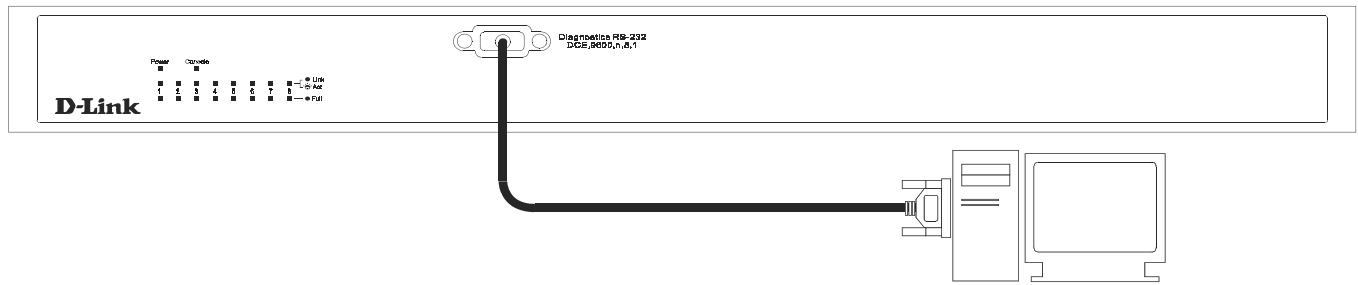 Diagnostics RS-232
DCE,9600,n,8,1
Power Console
Link
Act
1 2 3 4 5 6 7 8
Full
D-Link